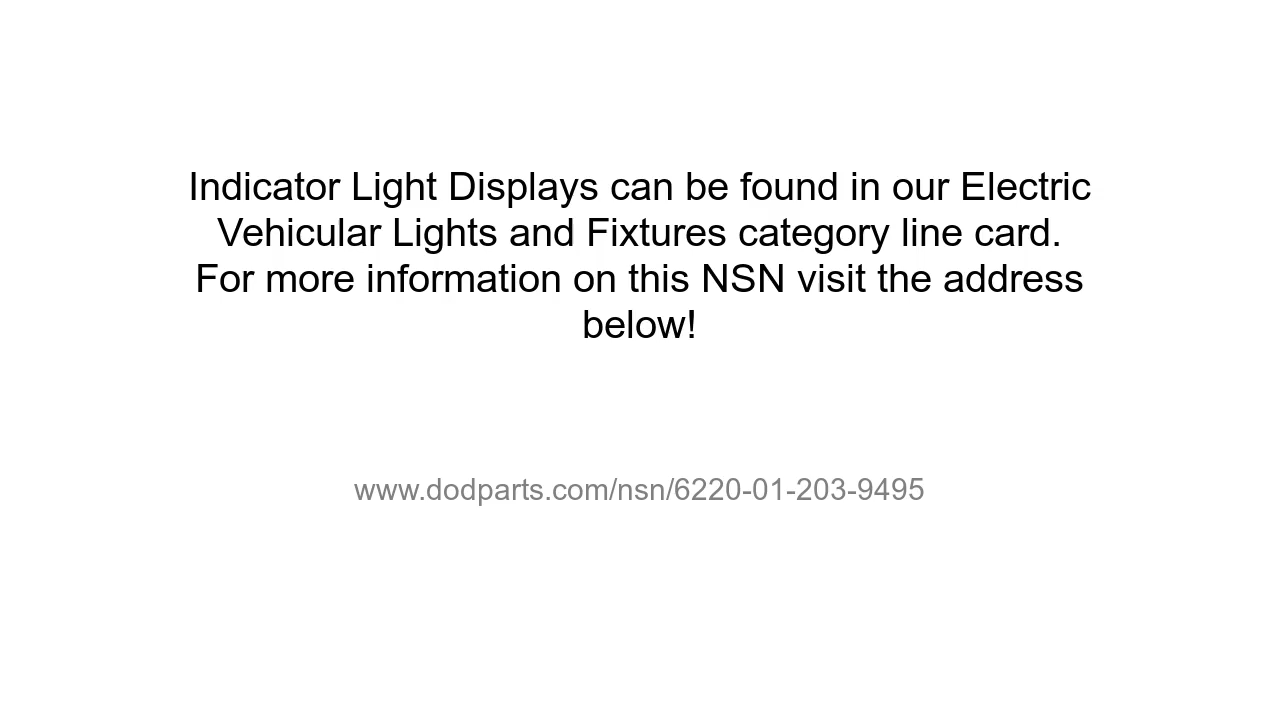 Indicator Light Displays can be found in our Electric
Vehicular Lights and Fixtures category line card.
For more information on this NSN visit the address
below!
www.dodparts.com/nsn/6220-01-203-9495